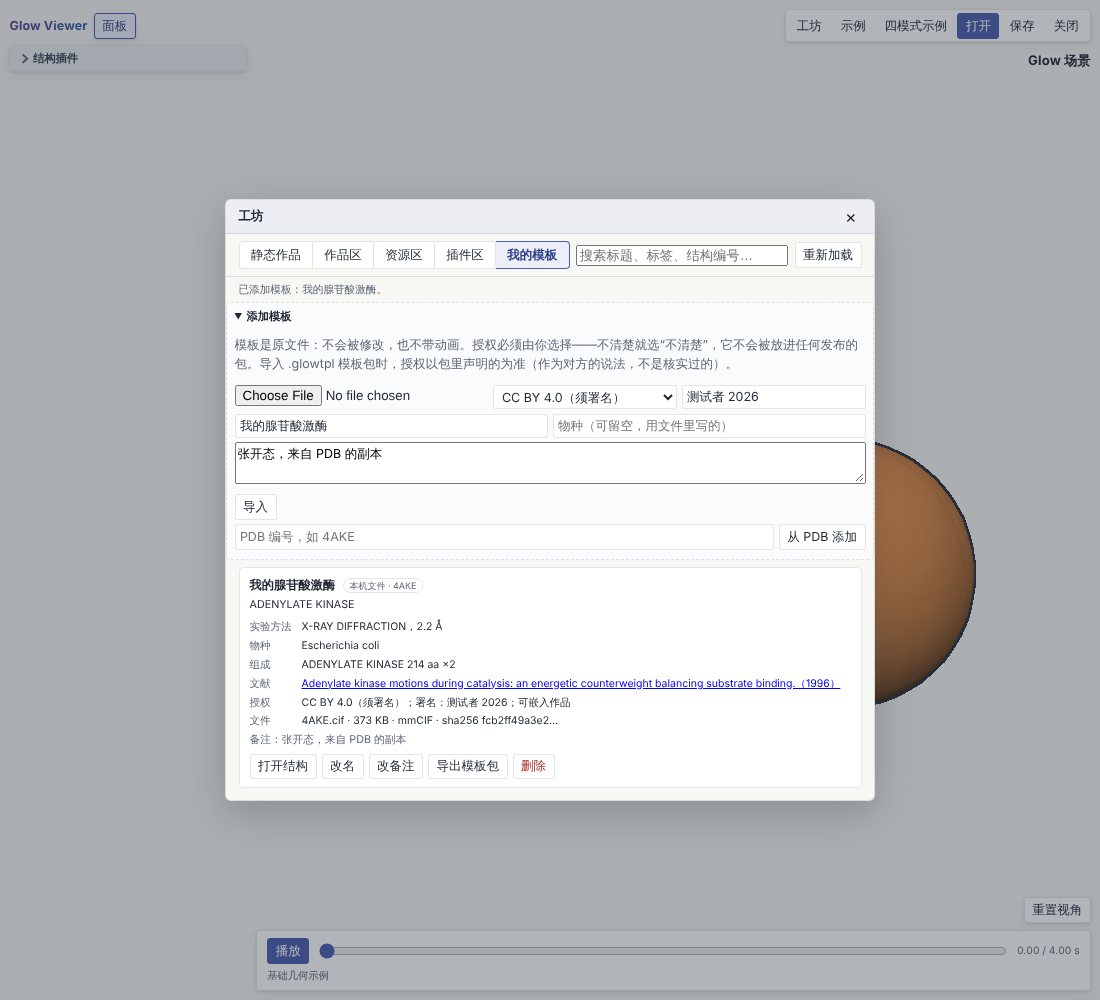 Glow Viewer 面板
工坊 示例 四模式示例 打开 保存 关闭
结构插件
Glow 场景
工坊 ×
静态作品 作品区 资源区 插件区 我的模板 搜索标题、标签、结构编号… 重新加载
已添加模板：我的腺苷酸激酶。
▼ 添加模板
模板是原文件：不会被修改，也不带动画。授权必须由你选择——不清楚就选“不清楚”，它不会被放进任何发布的
包。导入 .glowtpl 模板包时，授权以包里声明的为准（作为对方的说法，不是核实过的）。
Choose File No file chosen CC BY 4.0（须署名） 测试者 2026
我的腺苷酸激酶 物种（可留空，用文件里写的）
张开态，来自 PDB 的副本
导入
PDB 编号，如 4AKE 从 PDB 添加
我的腺苷酸激酶 本机文件 · 4AKE
ADENYLATE KINASE
实验方法 X-RAY DIFFRACTION，2.2 Å
物种 Escherichia coli
组成 ADENYLATE KINASE 214 aa ×2
文献 Adenylate kinase motions during catalysis: an energetic counterweight balancing substrate binding.（1996）
授权 CC BY 4.0（须署名）；署名：测试者 2026；可嵌入作品
文件 4AKE.cif · 373 KB · mmCIF · sha256 fcb2ff49a3e2…
备注：张开态，来自 PDB 的副本
打开结构 改名 改备注 导出模板包 删除
重置视角
播放 0.00 / 4.00 s
基础几何示例